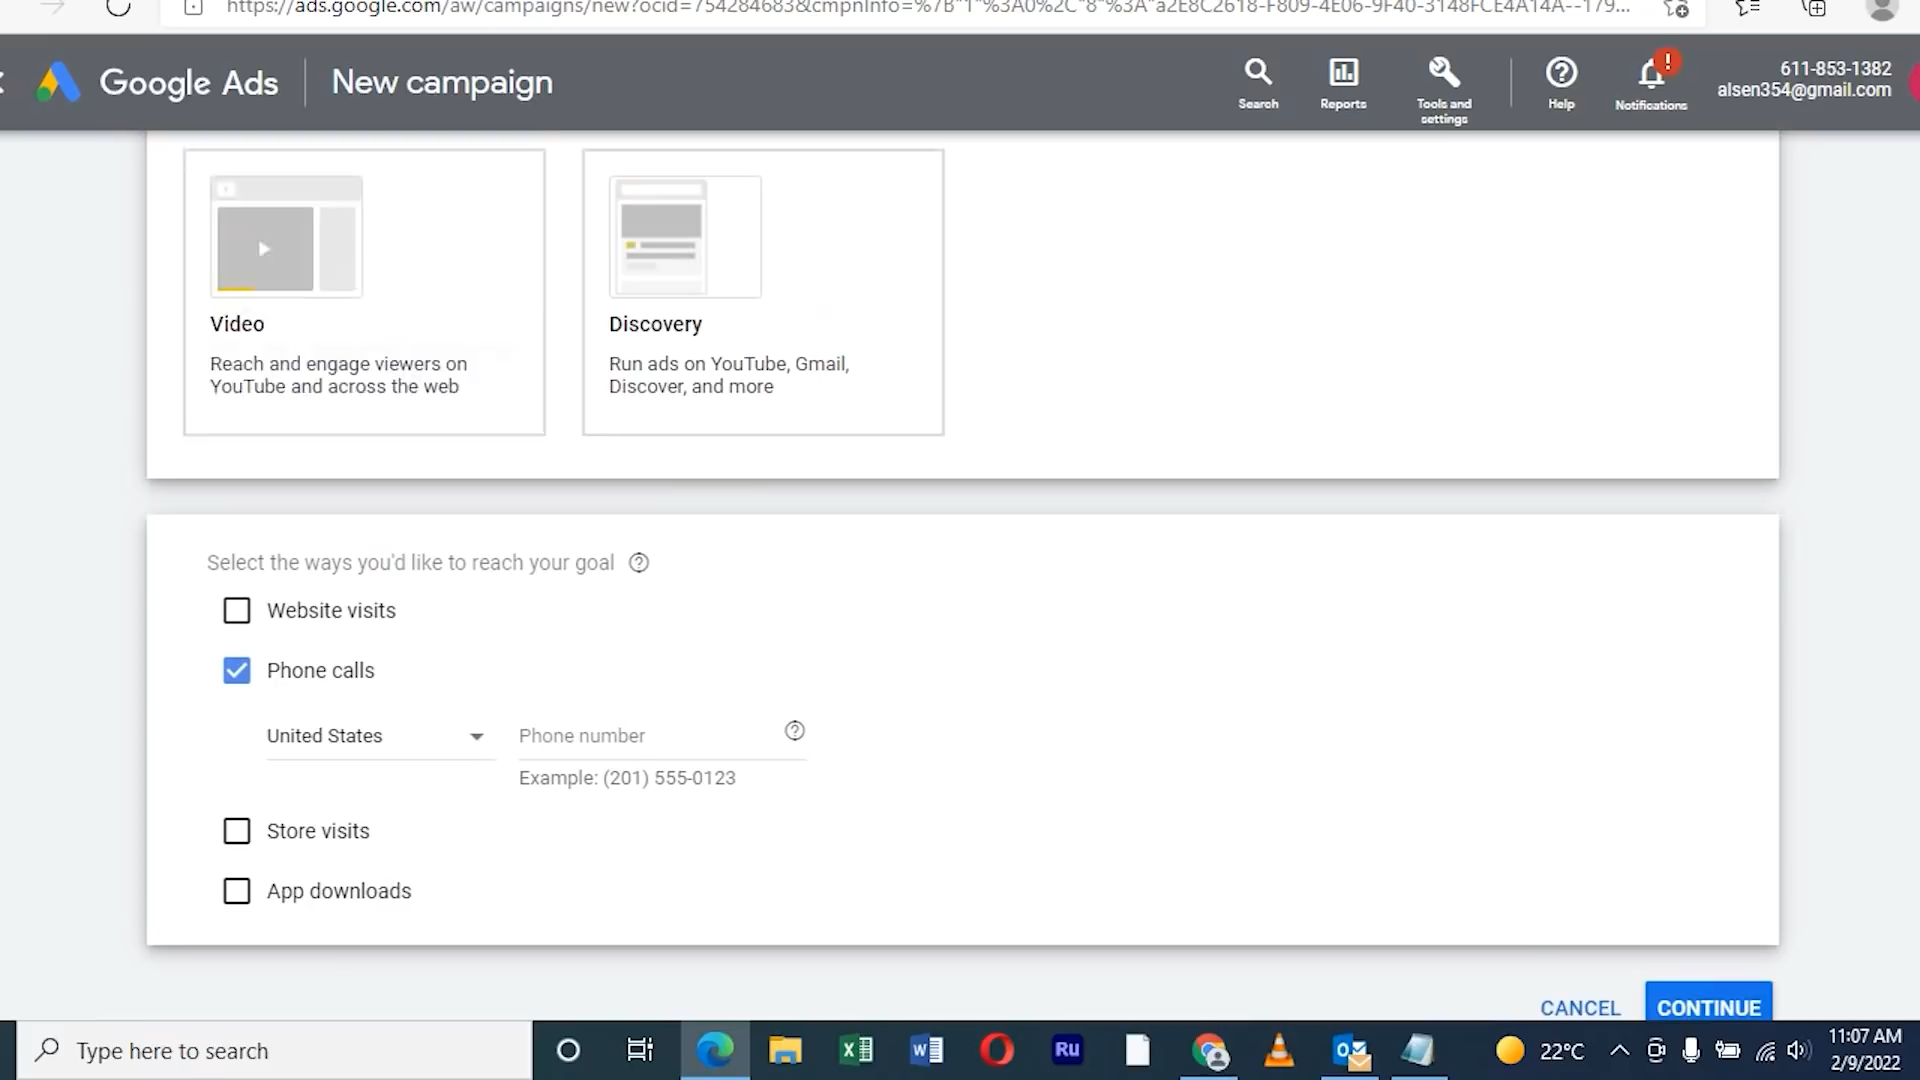 https://ads.google.com/aw/campaigns/new?ocid=754284683&cmpnInfo=%7B"1"%3A0%2C"8"%3A"a2E8C2618-F809-4E06-9F40-3148FCE4A14A--179...
Google Ads
New campaign
Search
Reports
Tools and settings
Help
Notifications
!
611-853-1382
alsen354@gmail.com
Video
Reach and engage viewers on
YouTube and across the web
Discovery
Run ads on YouTube, Gmail,
Discover, and more
Select the ways you'd like to reach your goal
Website visits
Phone calls
United States
Phone number
Example: (201) 555-0123
Store visits
App downloads
CANCEL
CONTINUE
Type here to search
Ru
22°C
11:07 AM
2/9/2022